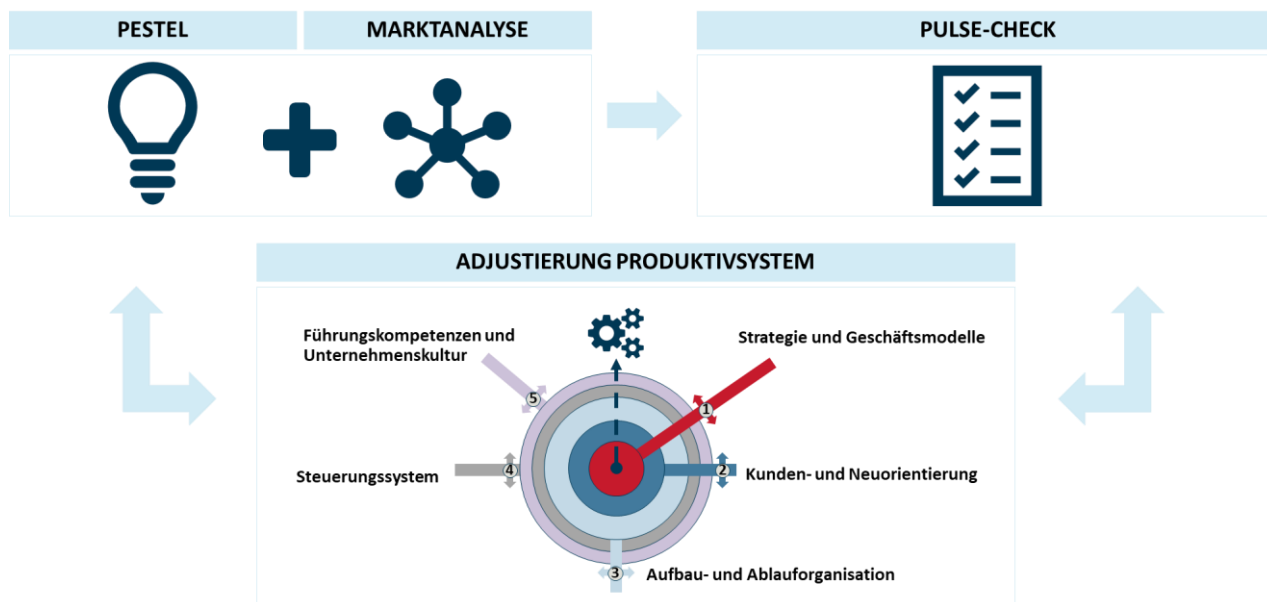 PESTEL
MARKTANALYSE
PULSE-CHECK
ADJUSTIERUNG PRODUKTIVSYSTEM
Führungskompetenzen und
Unternehmenskultur
Strategie und Geschäftsmodelle
5
1
Steuerungssystem
4
2
Kunden- und Neuorientierung
3
Aufbau- und Ablauforganisation